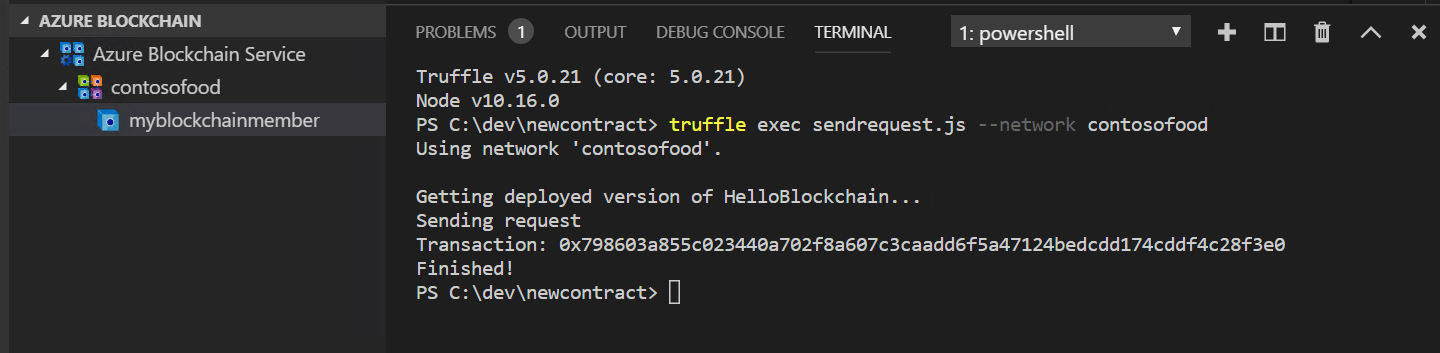 AZURE BLOCKCHAIN
Azure Blockchain Service
contosofood
myblockchainmember
PROBLEMS 1 OUTPUT DEBUG CONSOLE TERMINAL 1: powershell
Truffle v5.0.21 (core: 5.0.21)
Node v10.16.0
PS C:\dev\newcontract> truffle exec sendrequest.js --network contosofood
Using network 'contosofood'.
Getting deployed version of HelloBlockchain...
Sending request
Transaction: 0x798603a855c023440a702f8a607c3caadd6f5a47124bedcdd174cddf4c28f3e0
Finished!
PS C:\dev\newcontract>